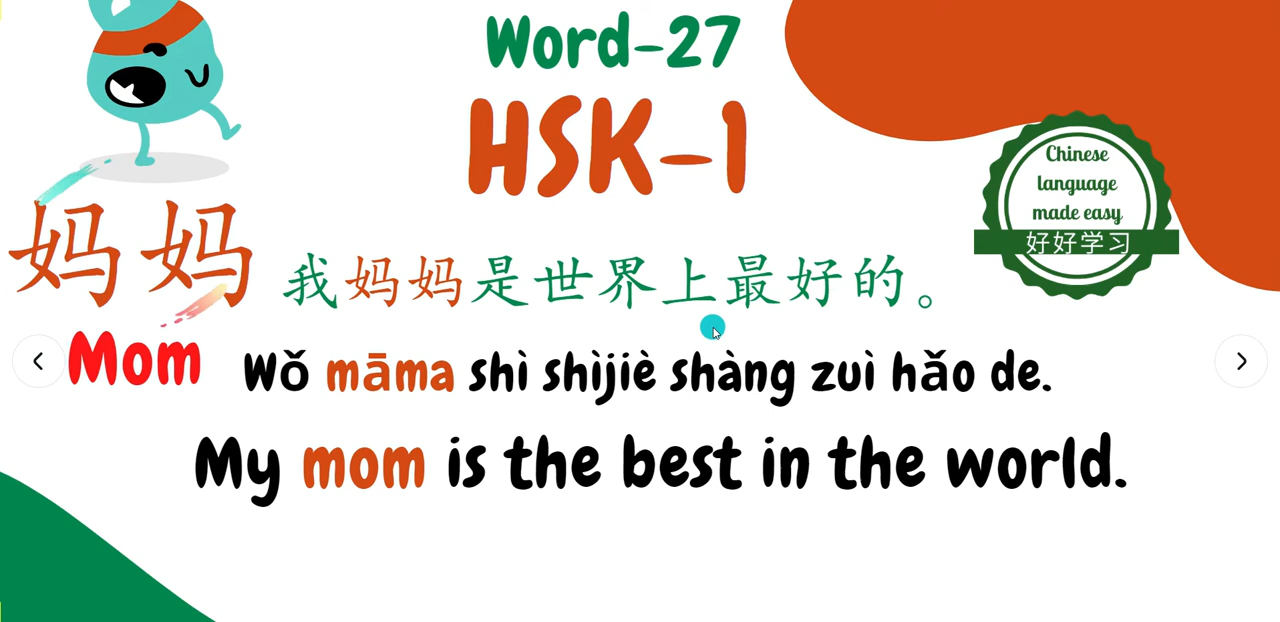 Word-27
HSK-1
Chinese
language
made easy
好好学习
妈妈
我妈妈是世界上最好的。
Mom
Wǒ māma shì shìjiè shàng zuì hǎo de.
My mom is the best in the world.